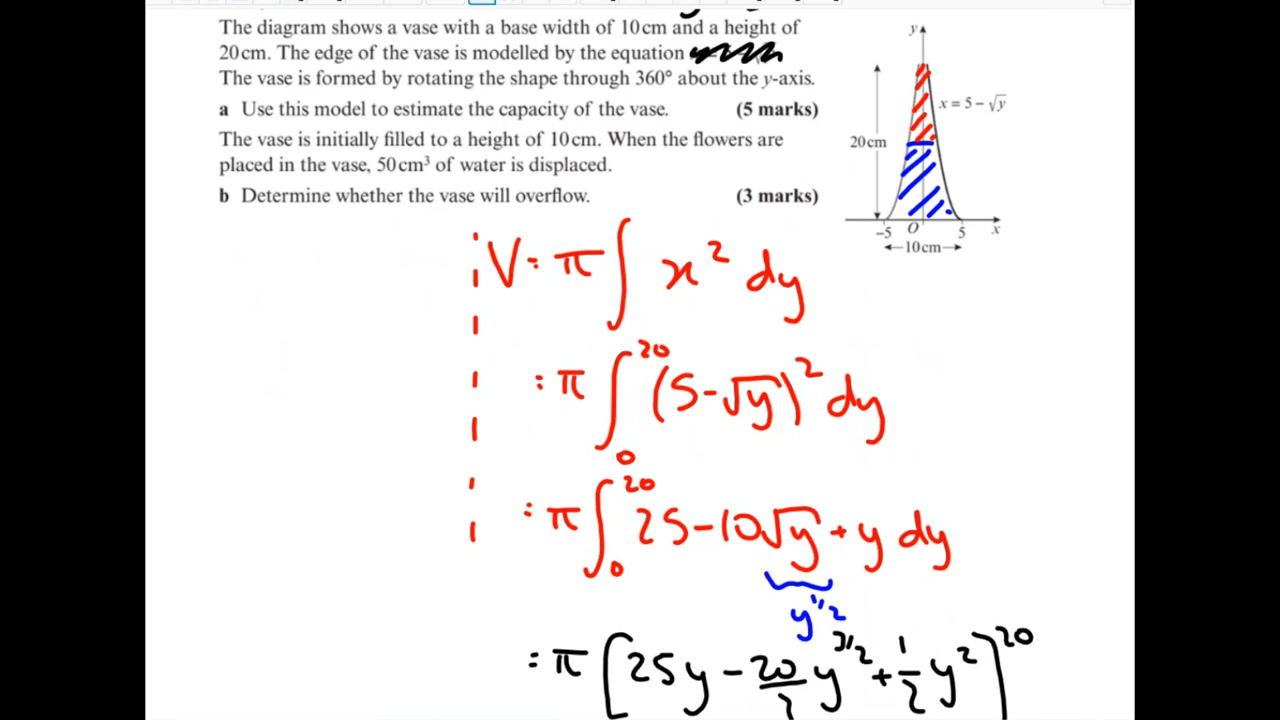 The diagram shows a vase with a base width of 10 cm and a height of
20 cm. The edge of the vase is modelled by the equation
The vase is formed by rotating the shape through 360° about the y-axis.
a Use this model to estimate the capacity of the vase. (5 marks)
The vase is initially filled to a height of 10 cm. When the flowers are
placed in the vase, 50 cm³ of water is displaced.
b Determine whether the vase will overflow. (3 marks)
y
x = 5 − √y
20 cm
−5 O 5 x
10 cm
V = π ∫ x² dy
= π ∫₀²⁰ (5 − √y)² dy
= π ∫₀²⁰ 25 − 10√y + y dy
y^1/2
= π [25y − 20/3 y^3/2 + 1/2 y²]²⁰